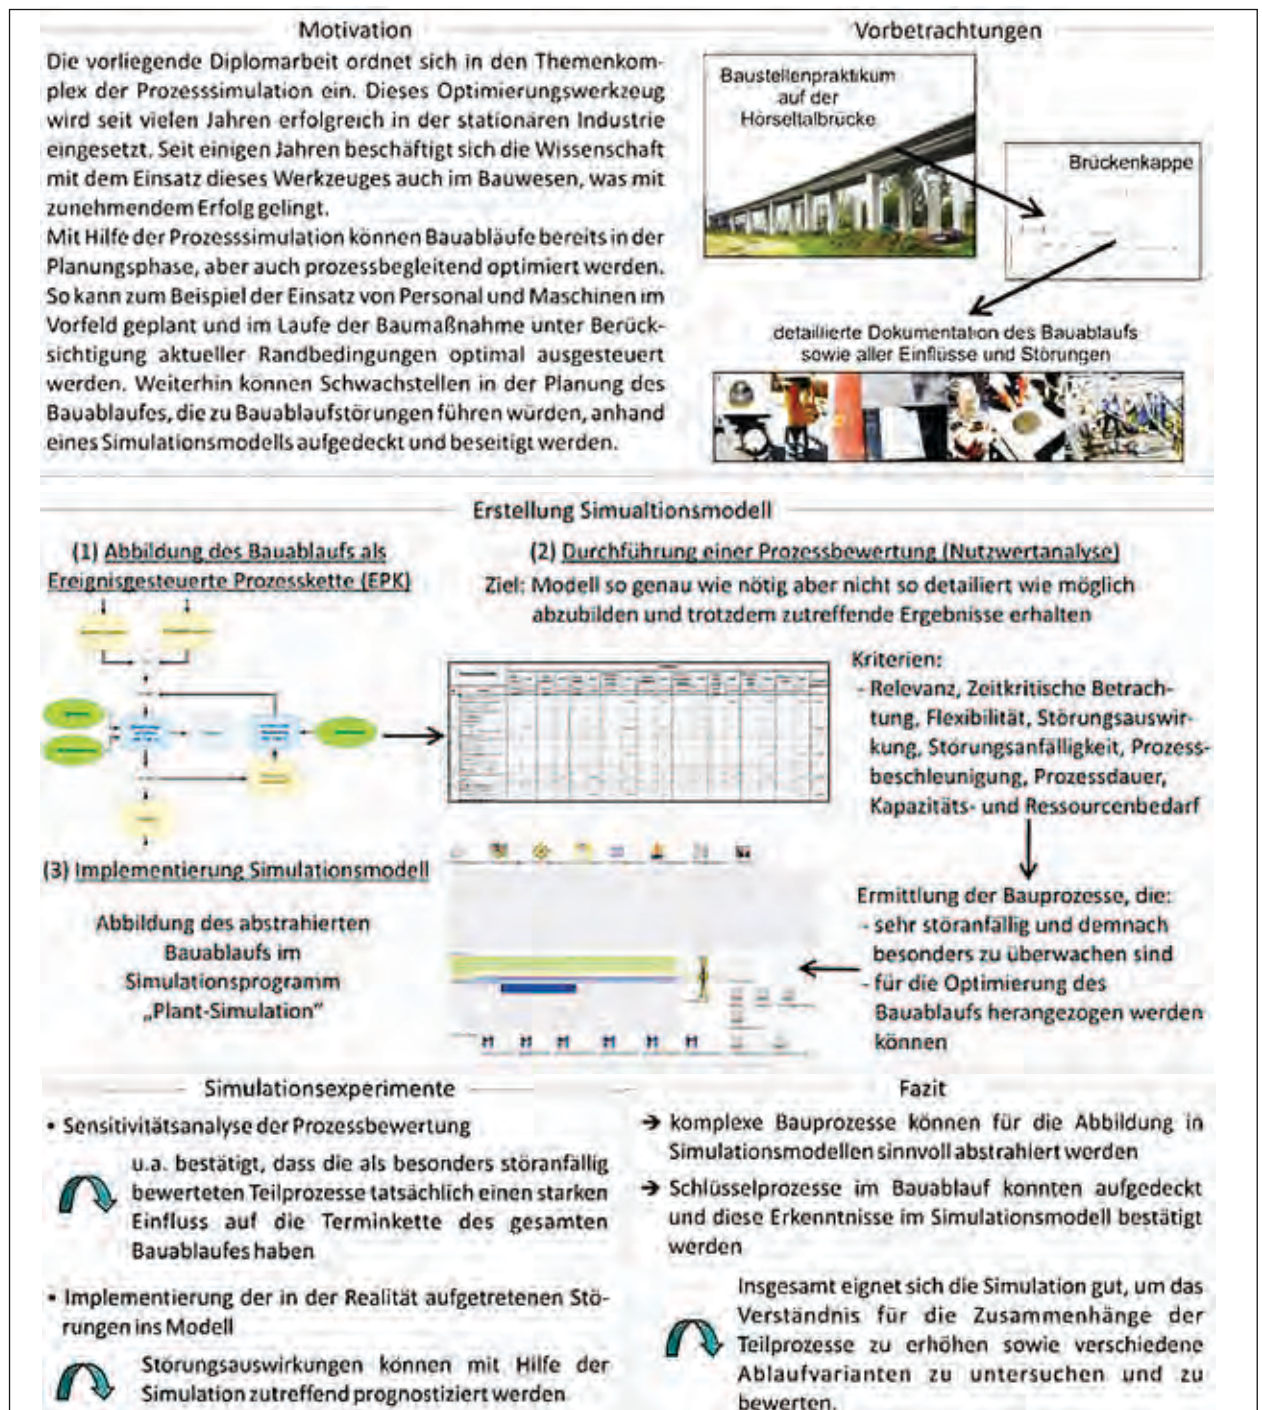 Motivation
Die vorliegende Diplomarbeit ordnet sich in den Themenkom-
plex der Prozesssimulation ein. Dieses Optimierungswerkzeug
wird seit vielen Jahren erfolgreich in der stationären Industrie
eingesetzt. Seit einigen Jahren beschäftigt sich die Wissenschaft
mit dem Einsatz dieses Werkzeuges auch im Bauwesen, was mit
zunehmendem Erfolg gelingt.
Mit Hilfe der Prozesssimulation können Bauabläufe bereits in der
Planungsphase, aber auch prozessbegleitend optimiert werden.
So kann zum Beispiel der Einsatz von Personal und Maschinen im
Vorfeld geplant und im Laufe der Baumaßnahme unter Berück-
sichtigung aktueller Randbedingungen optimal ausgesteuert
werden. Weiterhin können Schwachstellen in der Planung des
Bauablaufes, die zu Bauablaufstörungen führen würden, anhand
eines Simulationsmodells aufgedeckt und beseitigt werden.
Vorbetrachtungen
Baustellenpraktikum
auf der
Hörseltalbrücke
Brückenkappe
detaillierte Dokumentation des Bauablaufs
sowie aller Einflüsse und Störungen
Erstellung Simualtionsmodell
(1) Abbildung des Bauablaufs als
Ereignisgesteuerte Prozesskette (EPK)
(2) Durchführung einer Prozessbewertung (Nutzwertanalyse)
Ziel: Modell so genau wie nötig aber nicht so detailiert wie möglich
abzubilden und trotzdem zutreffende Ergebnisse erhalten
Kriterien:
- Relevanz, Zeitkritische Betrach-
tung, Flexibilität, Störungsauswir-
kung, Störungsanfälligkeit, Prozess-
beschleunigung, Prozessdauer,
Kapazitäts- und Ressourcenbedarf
Ermittlung der Bauprozesse, die:
- sehr störanfällig und demnach
besonders zu überwachen sind
- für die Optimierung des
Bauablaufs herangezogen werden
können
(3) Implementierung Simulationsmodell
Abbildung des abstrahierten
Bauablaufs im
Simulationsprogramm
„Plant-Simulation“
Simulationsexperimente
• Sensitivitätsanalyse der Prozessbewertung
u.a. bestätigt, dass die als besonders störanfällig
bewerteten Teilprozesse tatsächlich einen starken
Einfluss auf die Terminkette des gesamten
Bauablaufes haben
• Implementierung der in der Realität aufgetretenen Stö-
rungen ins Modell
Störungsauswirkungen können mit Hilfe der
Simulation zutreffend prognostiziert werden
Fazit
→ komplexe Bauprozesse können für die Abbildung in
Simulationsmodellen sinnvoll abstrahiert werden
→ Schlüsselprozesse im Bauablauf konnten aufgedeckt
und diese Erkenntnisse im Simulationsmodell bestätigt
werden
Insgesamt eignet sich die Simulation gut, um das
Verständnis für die Zusammenhänge der
Teilprozesse zu erhöhen sowie verschiedene
Ablaufvarianten zu untersuchen und zu
bewerten.